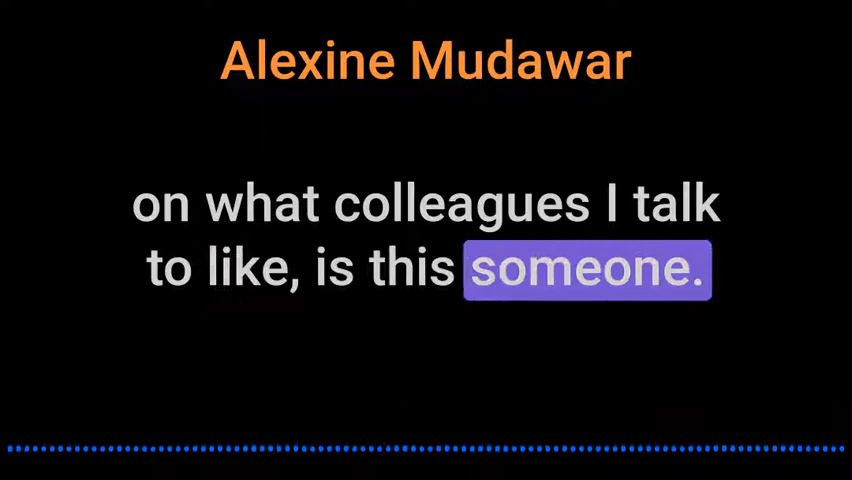 Alexine Mudawar
on what colleagues I talk
to like, is this someone.